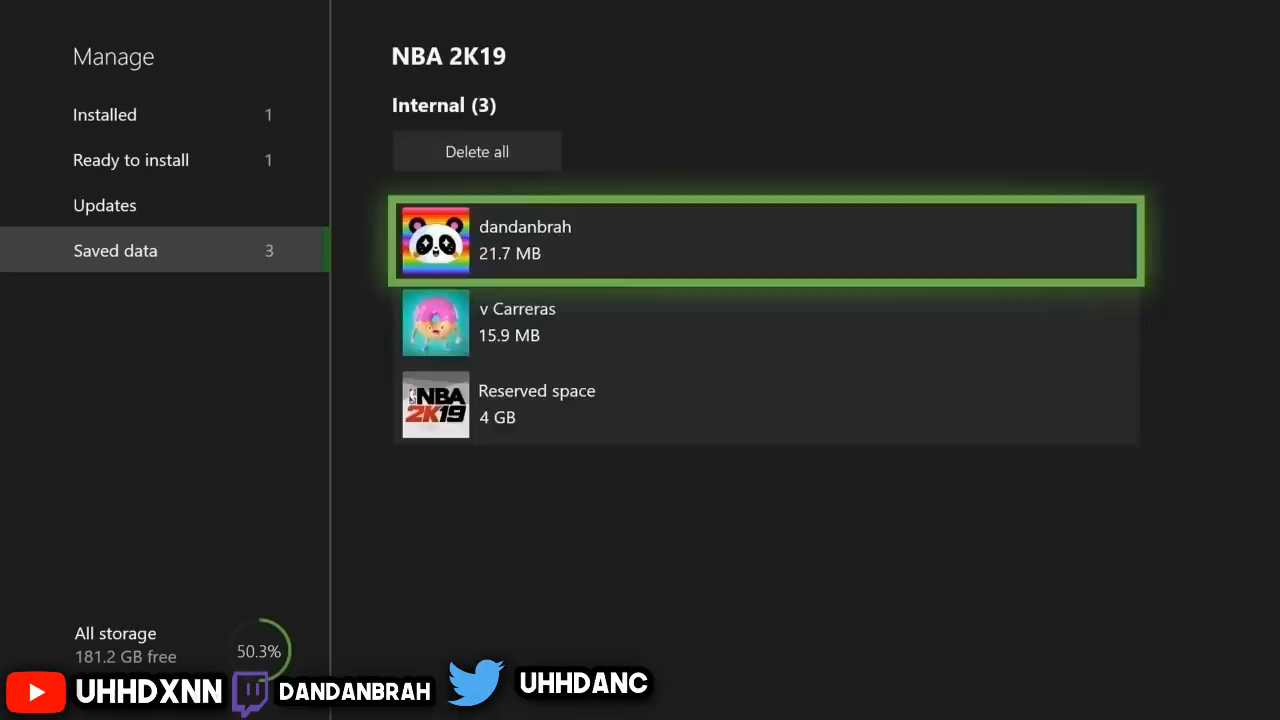 Manage
Installed 1
Ready to install 1
Updates
Saved data 3
All storage
181.2 GB free
50.3%
NBA 2K19
Internal (3)
Delete all
dandanbrah
21.7 MB
v Carreras
15.9 MB
NBA
2K19
Reserved space
4 GB
UHHDXNN
DANDANBRAH
UHHDANC